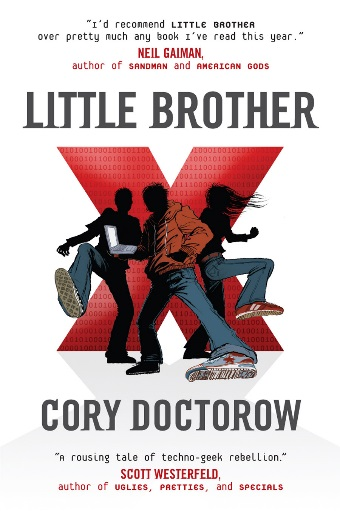 "I'd recommend LITTLE BROTHER
over pretty much any book I've read this year."
NEIL GAIMAN,
author of SANDMAN and AMERICAN GODS
LITTLE BROTHER
X
CORY DOCTOROW
"A rousing tale of techno-geek rebellion."
SCOTT WESTERFELD,
author of UGLIES, PRETTIES, and SPECIALS